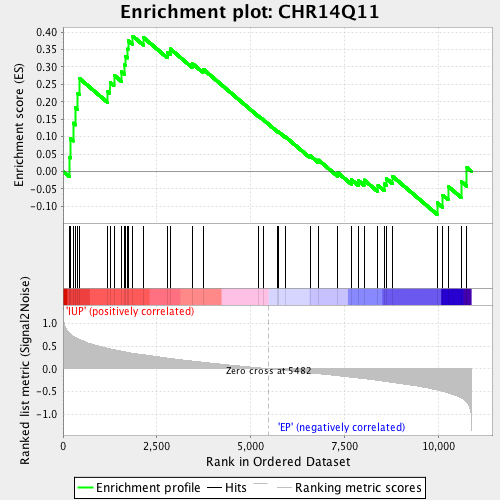 Enrichment plot: CHR14Q11
Enrichment score (ES)
0.40
0.35
0.30
0.25
0.20
0.15
0.10
0.05
0.00
-0.05
-0.10
'IUP' (positively correlated)
Ranked list metric (Signal2Noise)
1.0
0.5
0.0
-0.5
-1.0
Zero cross at 5482
'EP' (negatively correlated)
0 2,500 5,000 7,500 10,000
Rank in Ordered Dataset
Enrichment profile Hits Ranking metric scores